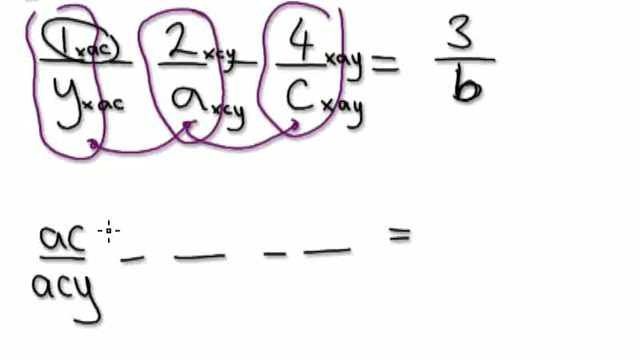 1×ac/y×ac − 2×cy/a×cy − 4×ay/c×ay = 3/b
ac/acy − — − — =